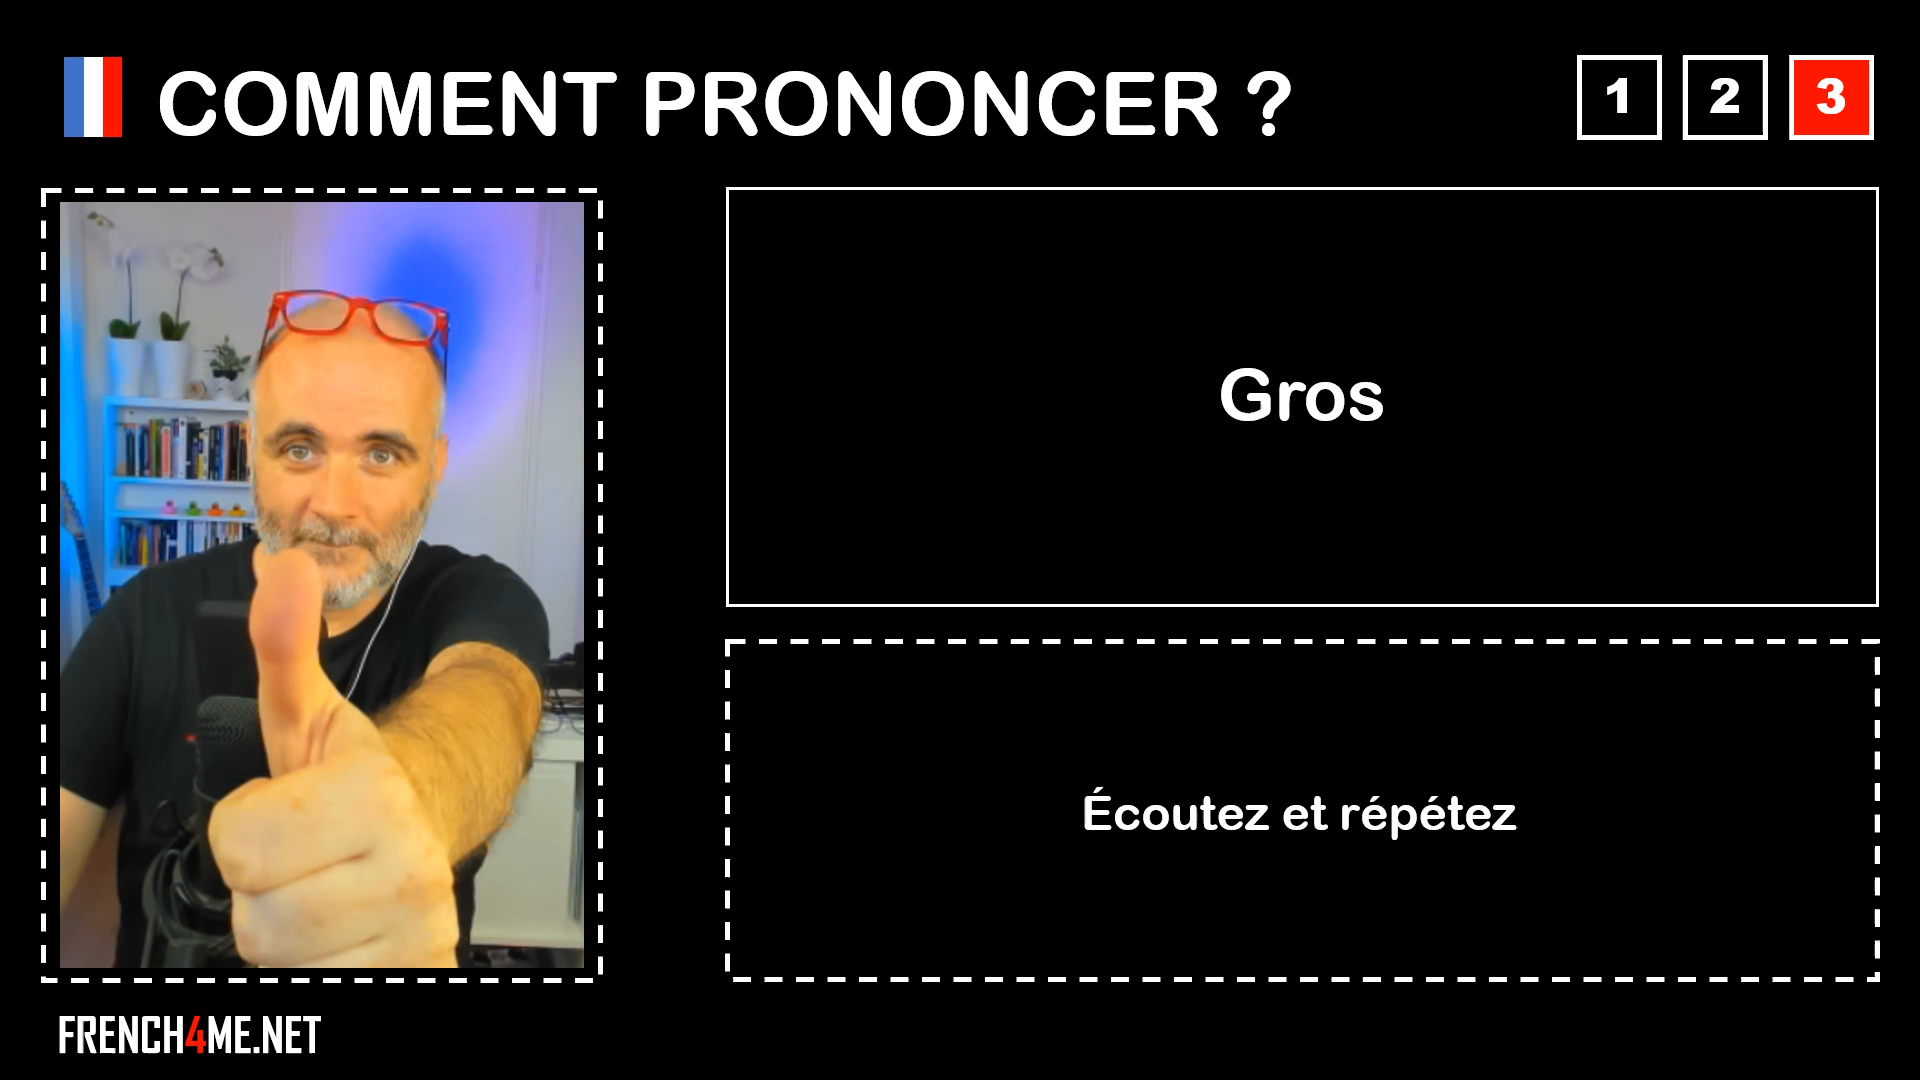 COMMENT PRONONCER ?
1 2 3
Gros
Écoutez et répétez
FRENCH4ME.NET